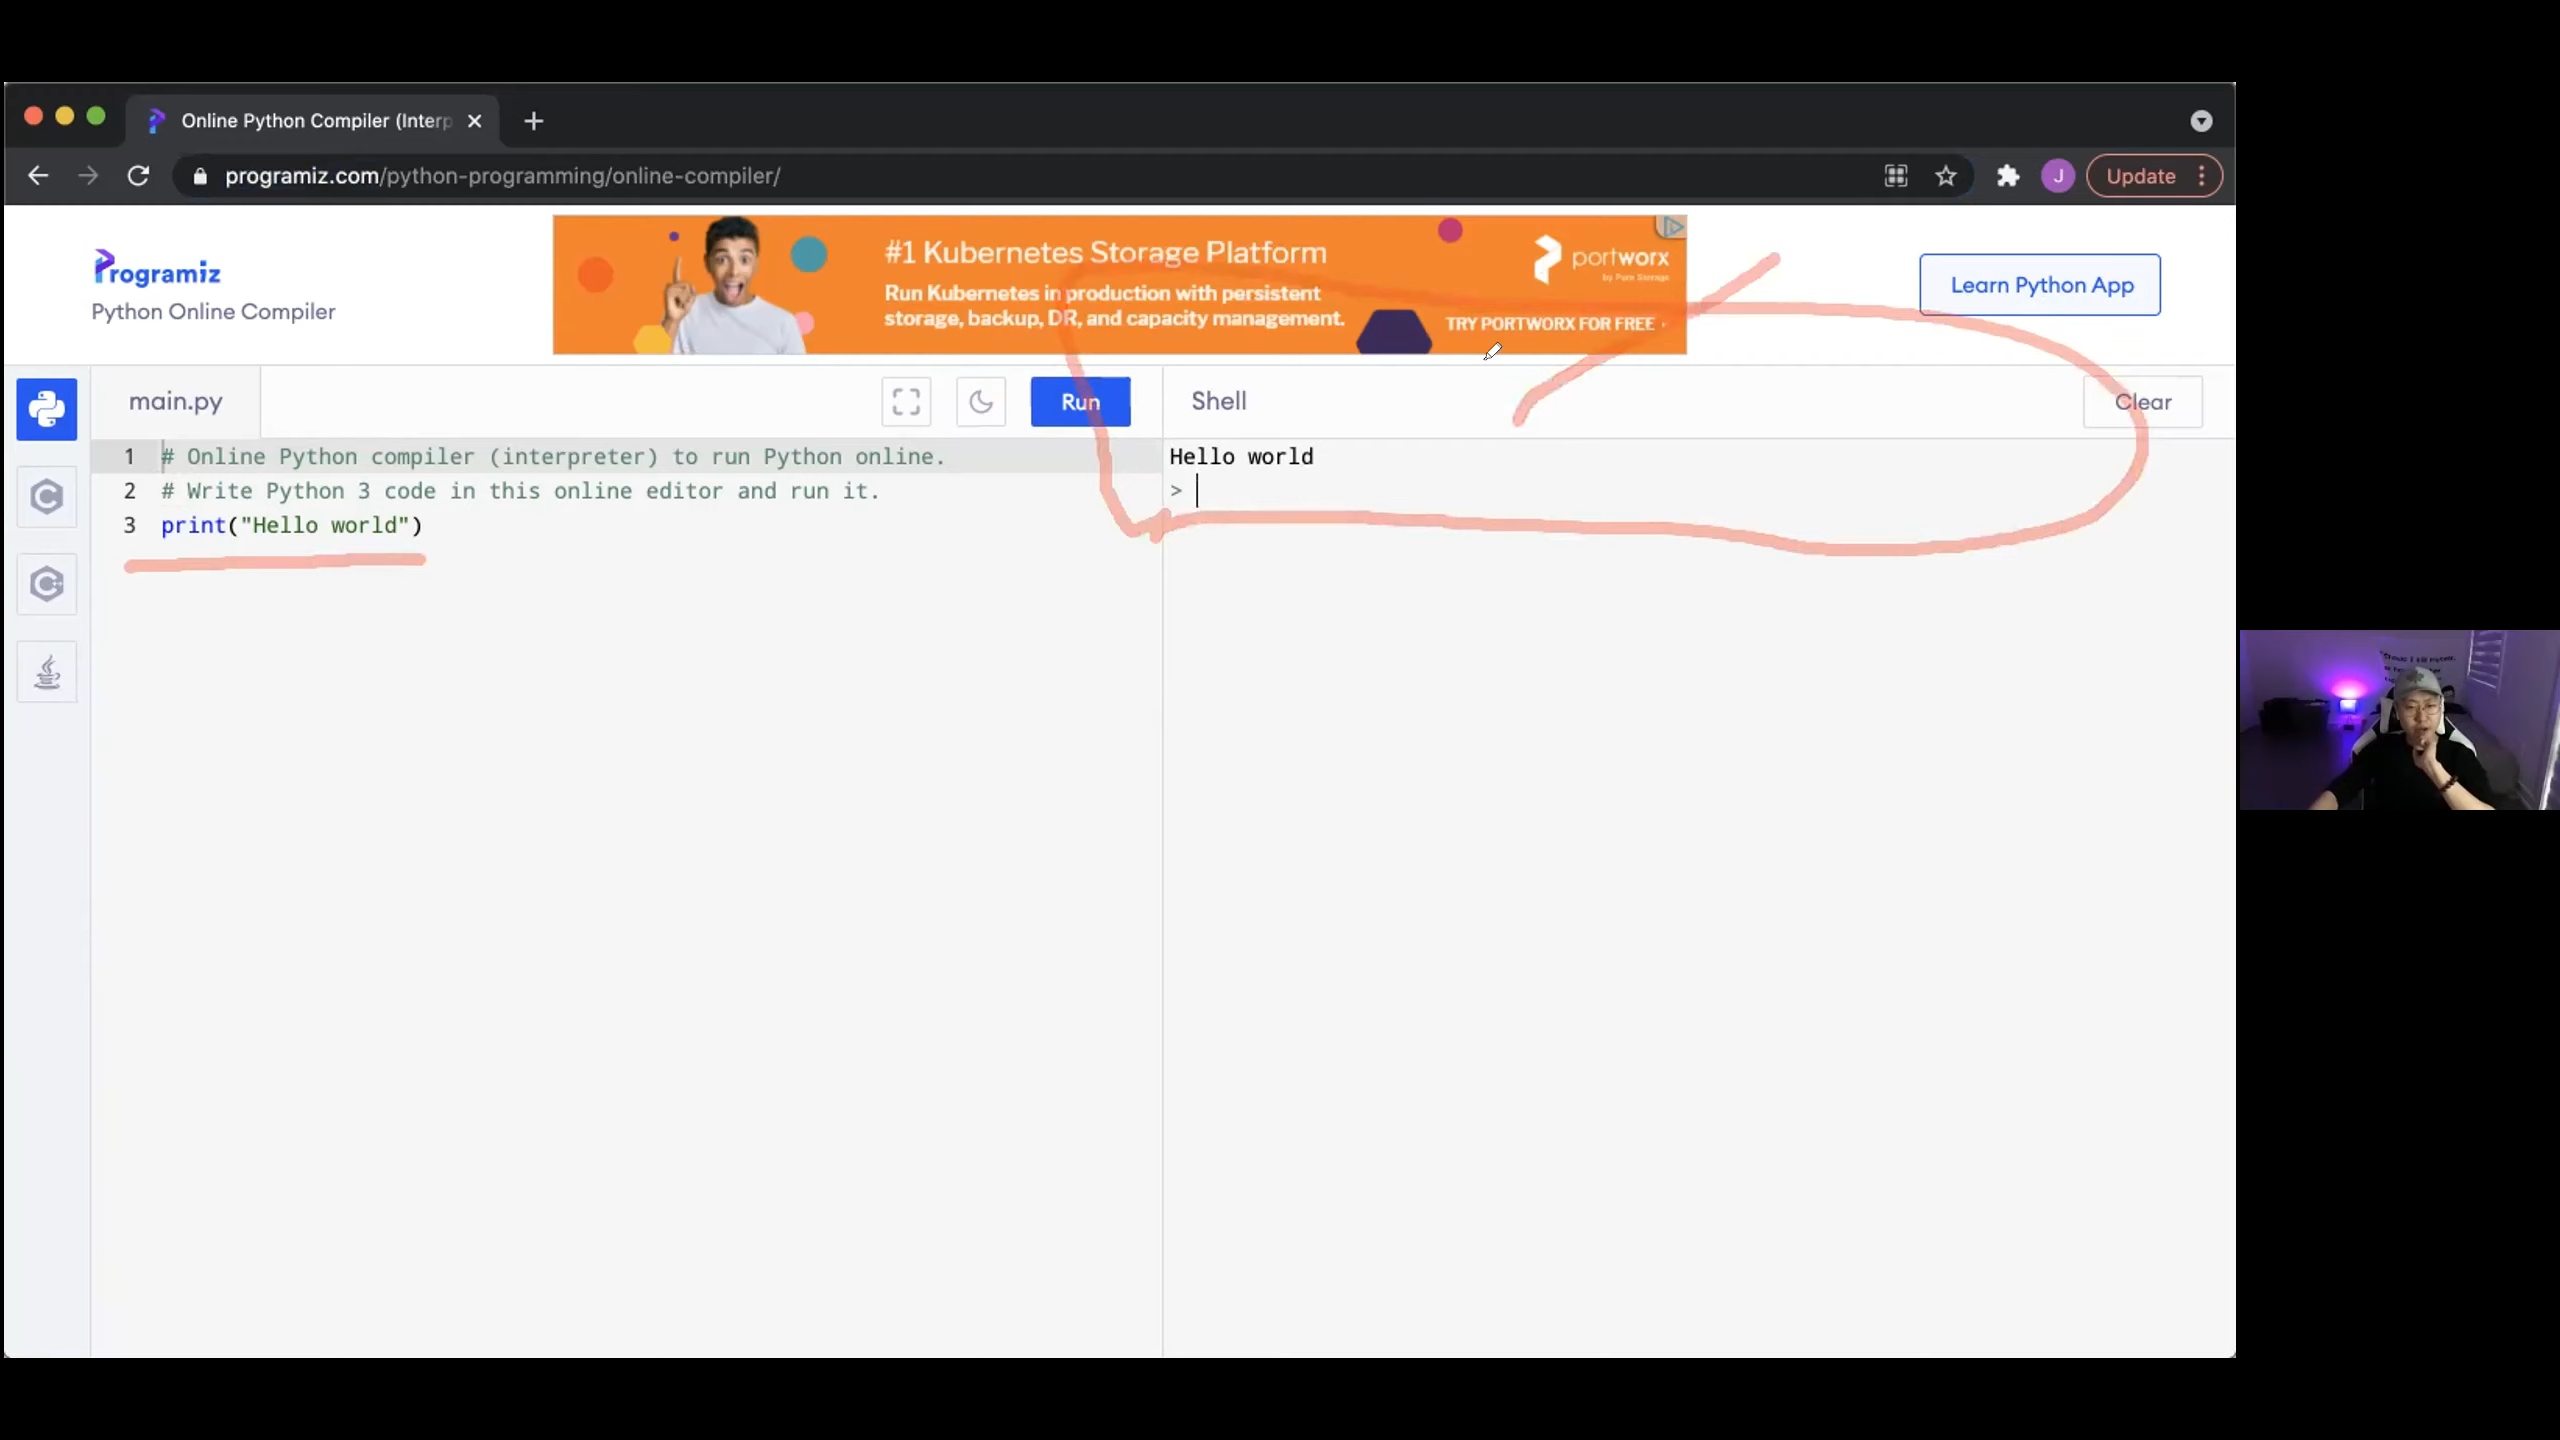 Online Python Compiler (Interp
programiz.com/python-programming/online-compiler/
J
Update
Programiz
Python Online Compiler
#1 Kubernetes Storage Platform
Run Kubernetes in production with persistent
storage, backup, DR, and capacity management.
portworx
by Pure Storage
TRY PORTWORX FOR FREE
Learn Python App
main.py
Run
Shell
Clear
1 # Online Python compiler (interpreter) to run Python online.
2 # Write Python 3 code in this online editor and run it.
3 print("Hello world")
Hello world
>